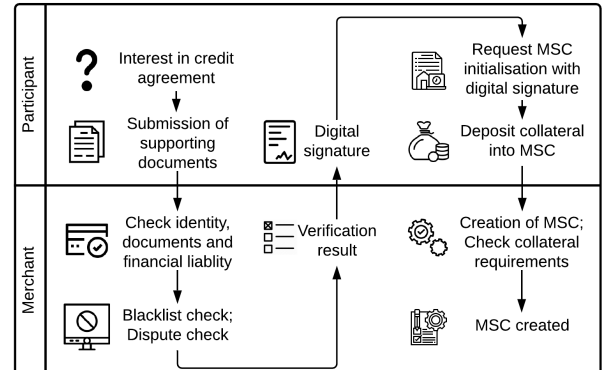 Participant
Interest in credit
agreement
Submission of
supporting
documents
Digital
signature
Request MSC
initialisation with
digital signature
Deposit collateral
into MSC
Merchant
Check identity,
documents and
financial liablity
Blacklist check;
Dispute check
Verification
result
Creation of MSC;
Check collateral
requirements
MSC created